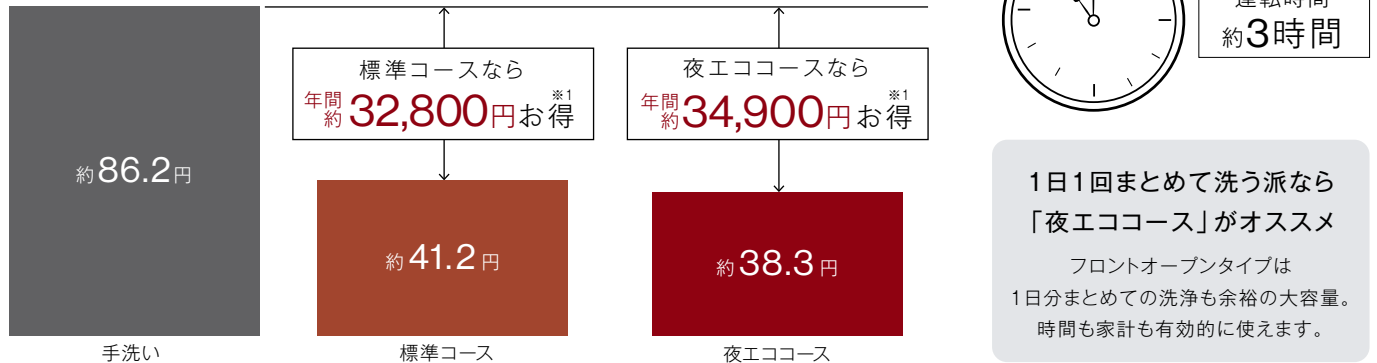 運転時間
約3時間
標準コースなら
年間約32,800円お得※1
夜エココースなら
年間約34,900円お得※1
約86.2円
約41.2円
約38.3円
手洗い
標準コース
夜エココース
1日1回まとめて洗う派なら
「夜エココース」がオススメ
フロントオープンタイプは
1日分まとめての洗浄も余裕の大容量。
時間も家計も有効的に使えます。